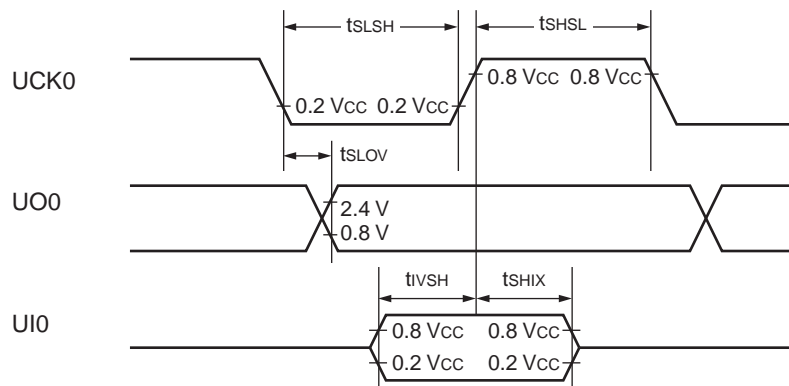 tSLSH tSHSL
UCK0
0.8 VCC 0.8 VCC
0.2 VCC 0.2 VCC
tSLOV
UO0
2.4 V
0.8 V
tIVSH tSHIX
UI0
0.8 VCC 0.8 VCC
0.2 VCC 0.2 VCC